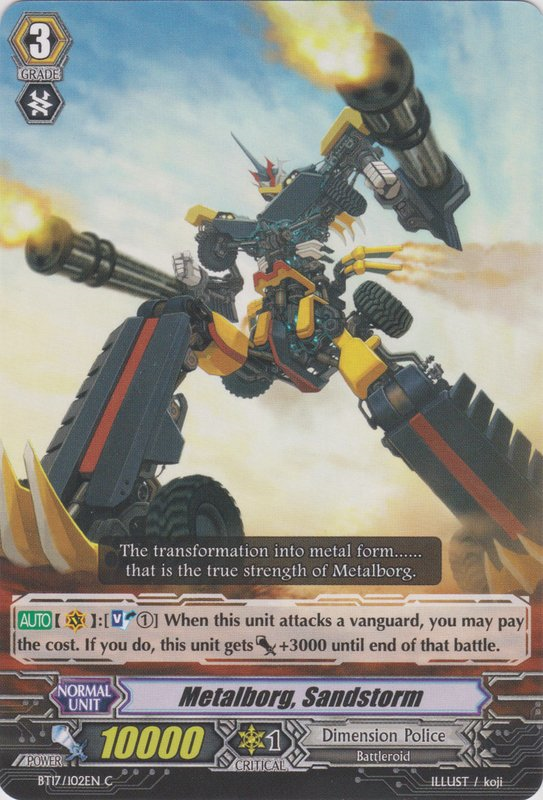 3
GRADE
The transformation into metal form......
that is the true strength of Metalborg.
AUTO【 】:[V ①] When this unit attacks a vanguard, you may pay
the cost. If you do, this unit gets +3000 until end of that battle.
NORMAL
UNIT
Metalborg, Sandstorm
POWER
10000
1
CRITICAL
Dimension Police
Battleroid
BT17/102EN C
ILLUST / koji